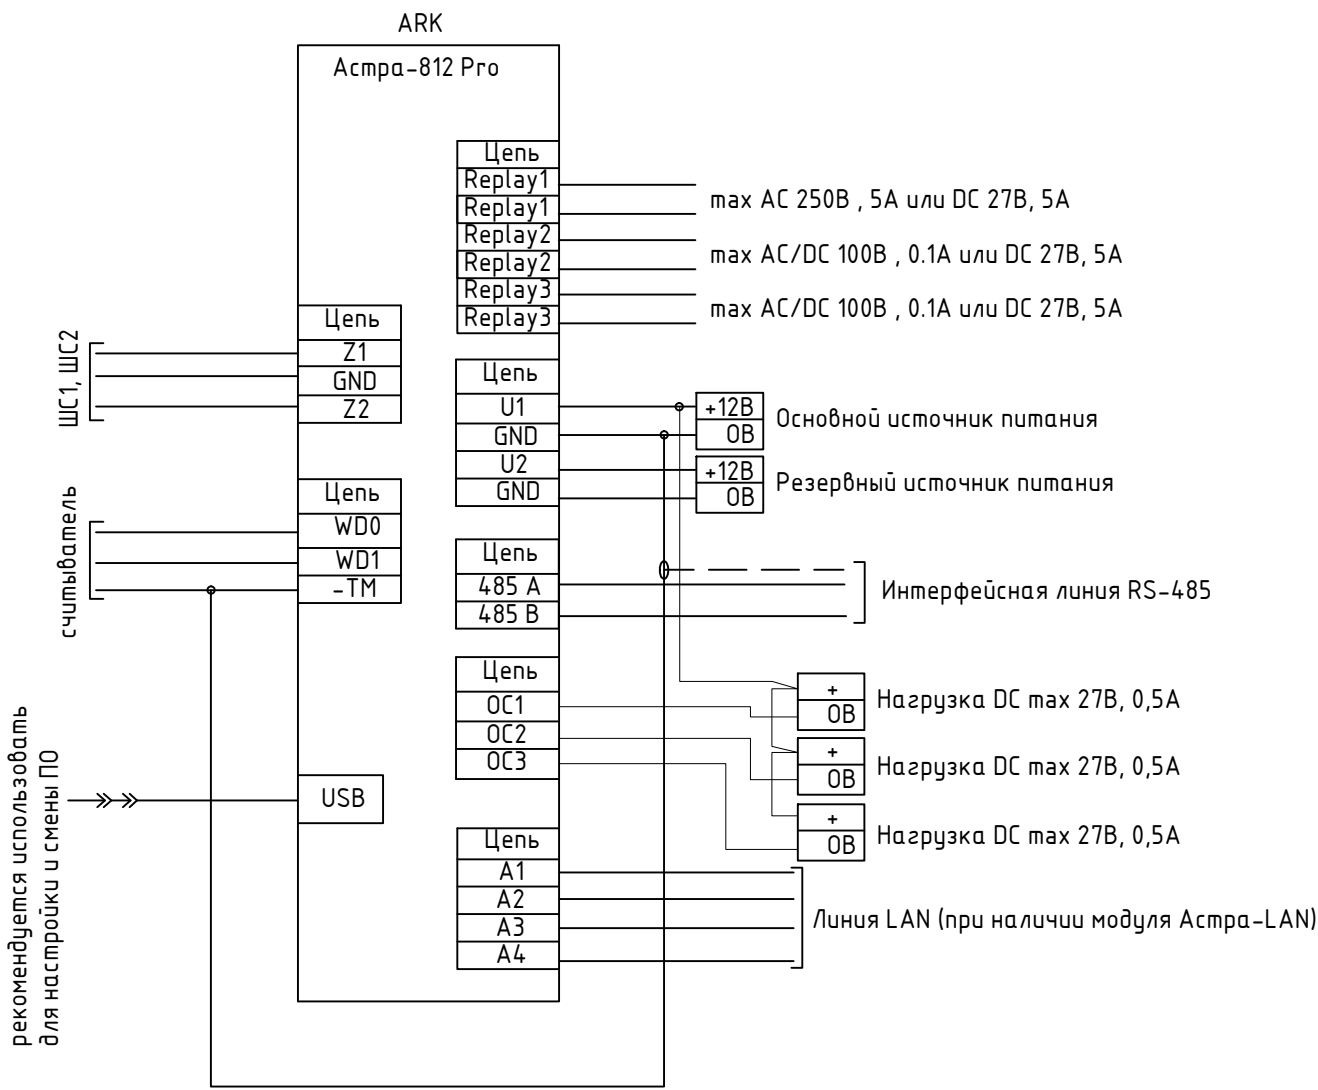 ARK
Астра-812 Pro
Цепь
Replay1
Replay1
Replay2
Replay2
Replay3
Replay3
max AC 250В , 5А или DC 27В, 5А
max AC/DC 100В , 0.1А или DC 27В, 5А
max AC/DC 100В , 0.1А или DC 27В, 5А
ШС1, ШС2
Цепь
Z1
GND
Z2
Цепь
U1
GND
U2
GND
+12В
0В
Основной источник питания
+12В
0В
Резервный источник питания
считыватель
Цепь
WD0
WD1
-TM
Цепь
485 A
485 B
Интерфейсная линия RS-485
Цепь
OC1
OC2
OC3
+
0В
Нагрузка DC max 27В, 0,5А
+
0В
Нагрузка DC max 27В, 0,5А
+
0В
Нагрузка DC max 27В, 0,5А
рекомендуется использовать
для настройки и смены ПО
USB
Цепь
A1
A2
A3
A4
Линия LAN (при наличии модуля Астра-LAN)